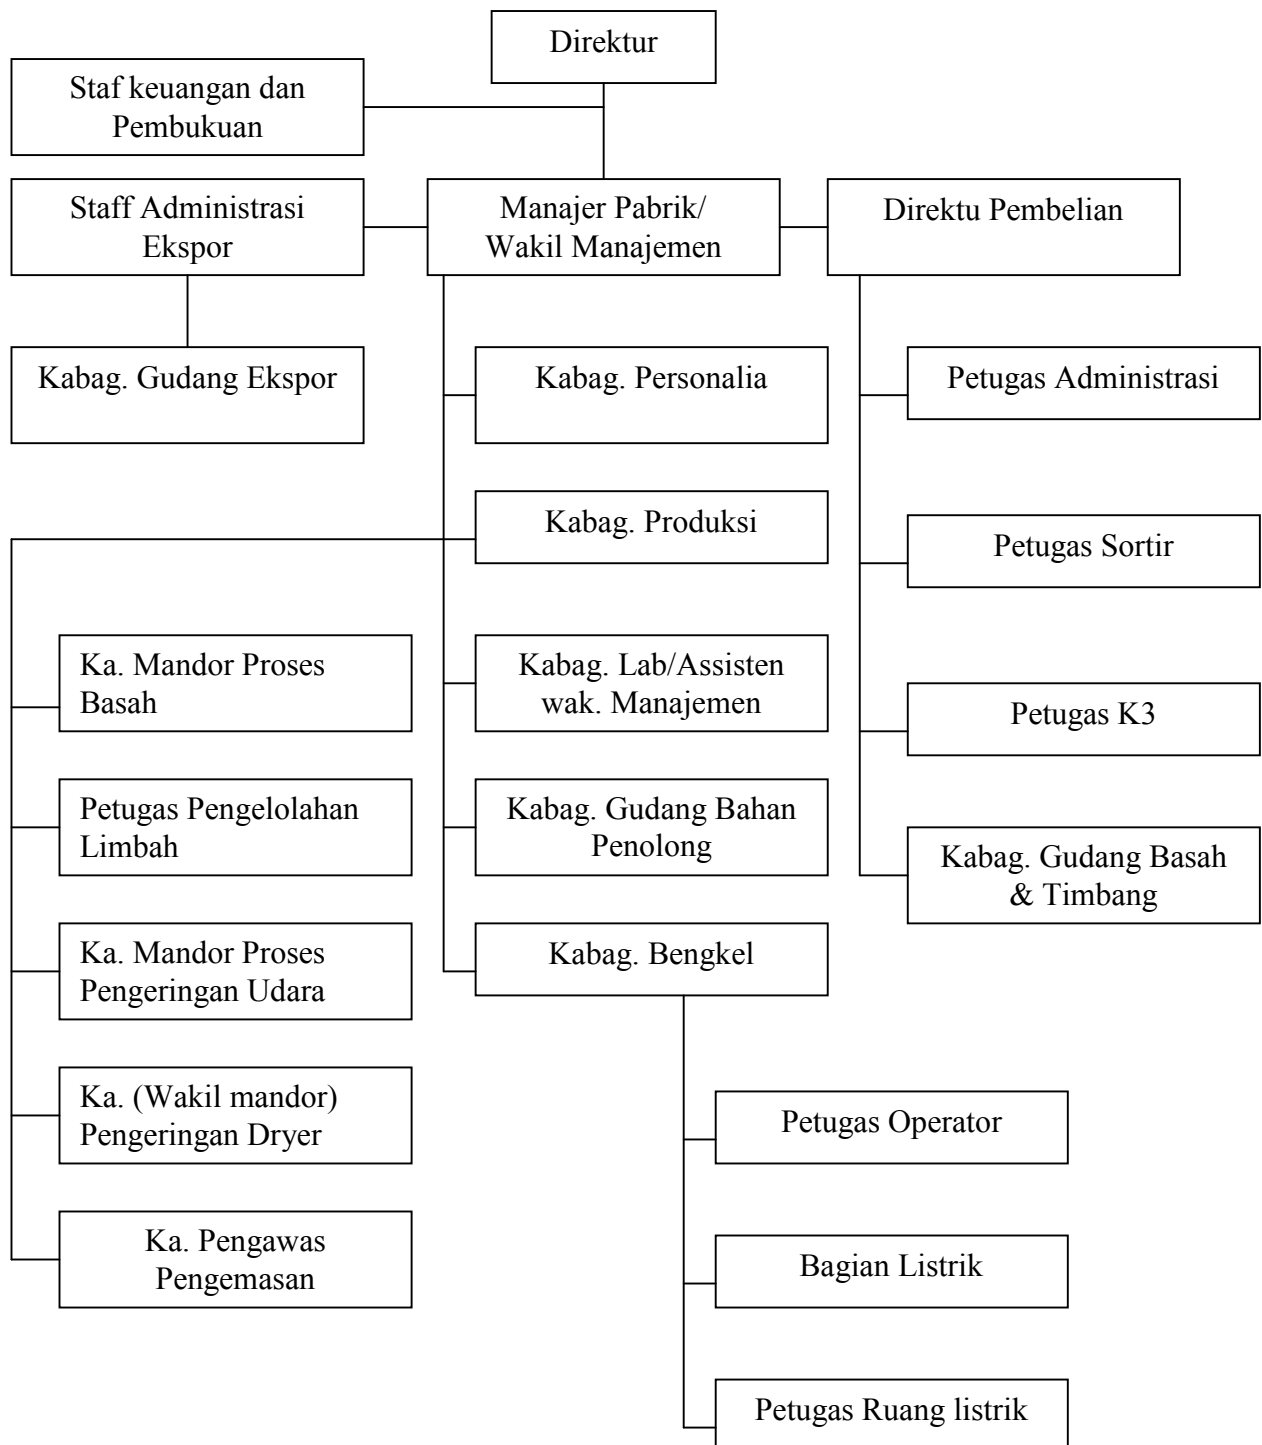 Direktur
Staf keuangan dan
Pembukuan
Staff Administrasi
Ekspor
Manajer Pabrik/
Wakil Manajemen
Direktu Pembelian
Kabag. Gudang Ekspor
Kabag. Personalia
Petugas Administrasi
Kabag. Produksi
Petugas Sortir
Ka. Mandor Proses
Basah
Kabag. Lab/Assisten
wak. Manajemen
Petugas K3
Petugas Pengelolahan
Limbah
Kabag. Gudang Bahan
Penolong
Kabag. Gudang Basah
& Timbang
Ka. Mandor Proses
Pengeringan Udara
Kabag. Bengkel
Ka. (Wakil mandor)
Pengeringan Dryer
Petugas Operator
Ka. Pengawas
Pengemasan
Bagian Listrik
Petugas Ruang listrik